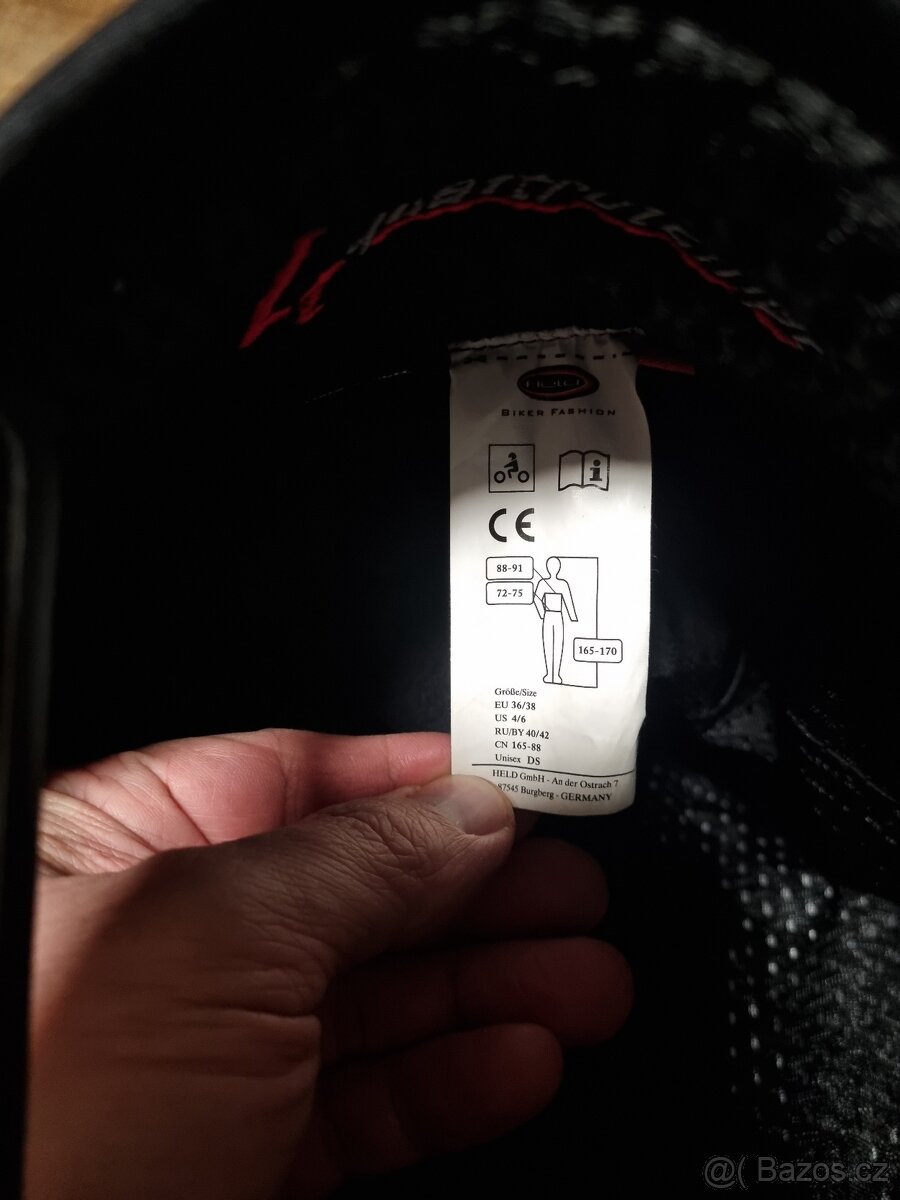 Held
BIKER FASHION
i
CE
88-91
72-75
165-170
Größe/Size
EU 36/38
US 4/6
RU/BY 40/42
CN 165-88
Unisex DS
HELD GmbH - An der Ostrach 7
87545 Burgberg - GERMANY
@( Bazos.cz